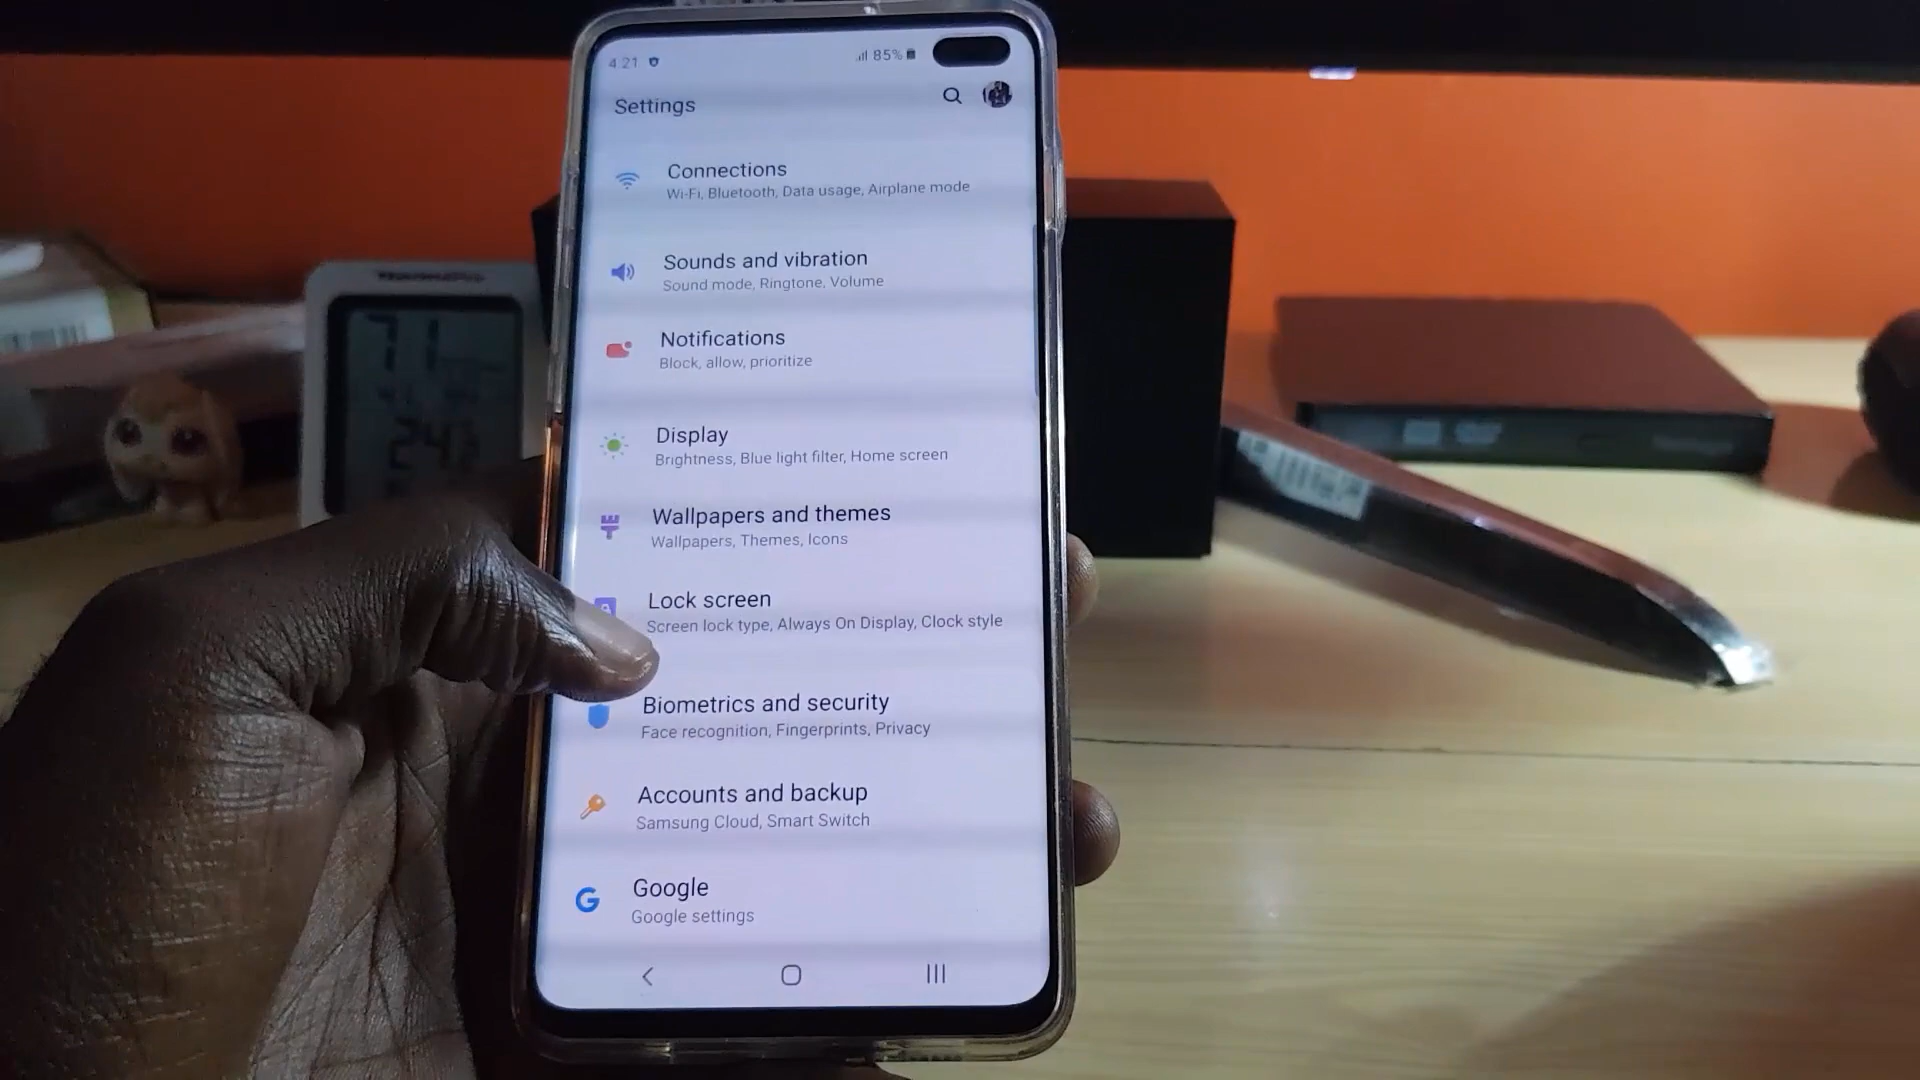 4 21 85%
Settings
Connections
Wi-Fi, Bluetooth, Data usage, Airplane mode
Sounds and vibration
Sound mode, Ringtone, Volume
Notifications
Block, allow, prioritize
Display
Brightness, Blue light filter, Home screen
Wallpapers and themes
Wallpapers, Themes, Icons
Lock screen
Screen lock type, Always On Display, Clock style
Biometrics and security
Face recognition, Fingerprints, Privacy
Accounts and backup
Samsung Cloud, Smart Switch
G Google
Google settings
ThermoPro
71
24